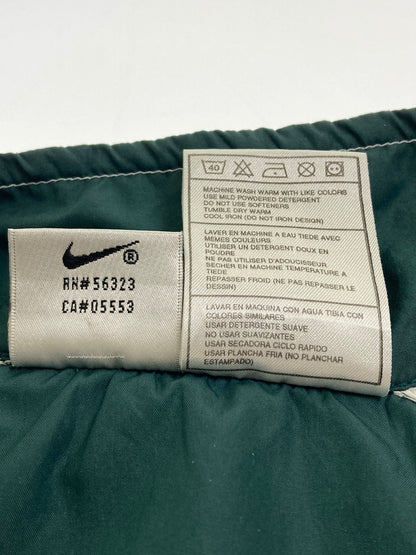 ®
RN#56323
CA#05553
40
MACHINE WASH WARM WITH LIKE COLORS
USE MILD POWDERED DETERGENT
DO NOT USE SOFTENERS
TUMBLE DRY WARM
COOL IRON (DO NOT IRON DESIGN)
LAVER EN MACHINE A EAU TIEDE AVEC
MEMES COULEURS
UTILISER UN DETERGENT DOUX EN
POUDRE
NE PAS UTILISER D'ADOUCISSEUR
SECHER EN MACHINE TEMPERATURE A
TIEDE
REPASSER FROID (NE PAS REPASSER LE
DESSIN)
LAVAR EN MAQUINA CON AGUA TIBIA CON
COLORES SIMILARES
USAR DETERGENTE SUAVE
NO USAR SUAVIZANTES
USAR SECADORA CICLO RAPIDO
USAR PLANCHA FRIA (NO PLANCHAR
ESTAMPADO)